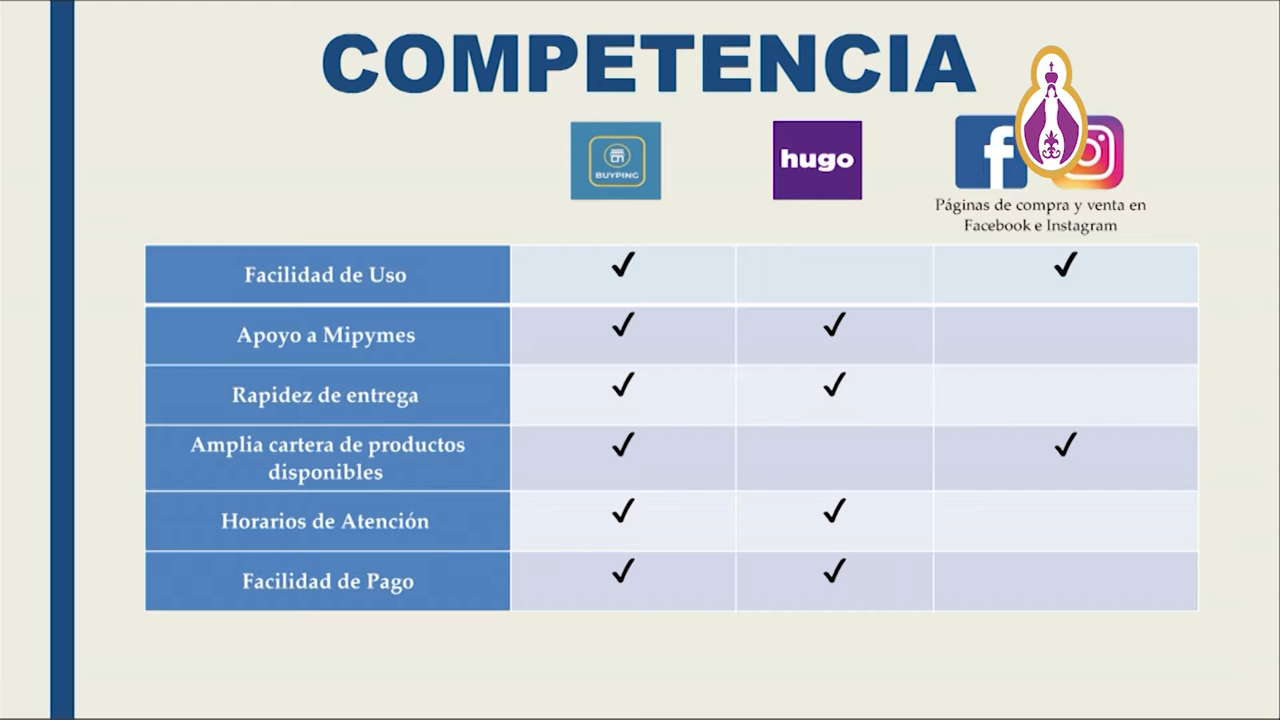 COMPETENCIA
BUYPING
hugo
Páginas de compra y venta en
Facebook e Instagram
Facilidad de Uso
Apoyo a Mipymes
Rapidez de entrega
Amplia cartera de productos
disponibles
Horarios de Atención
Facilidad de Pago